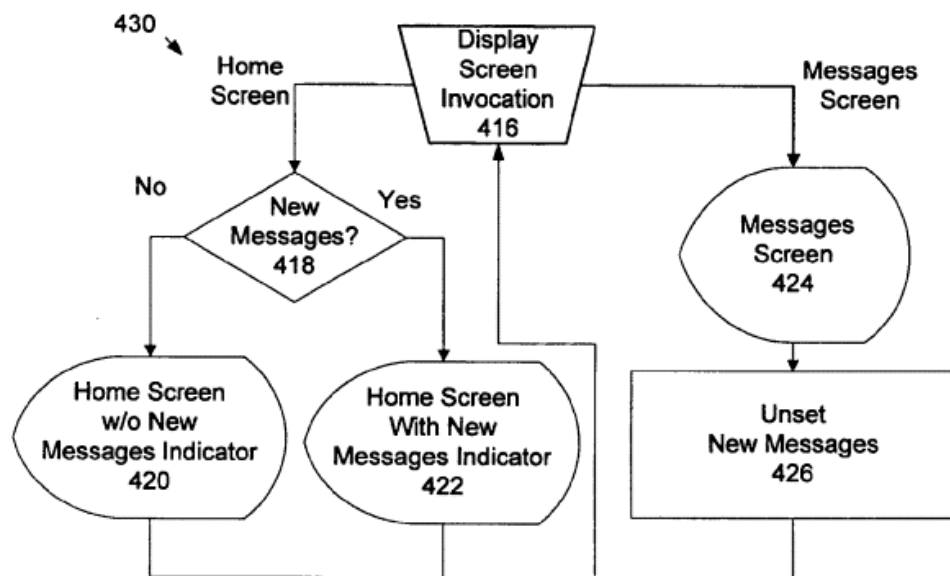 430
Home
Screen
Display
Screen
Invocation
416
Messages
Screen
No
Yes
New
Messages?
418
Messages
Screen
424
Home Screen
w/o New
Messages Indicator
420
Home Screen
With New
Messages Indicator
422
Unset
New Messages
426